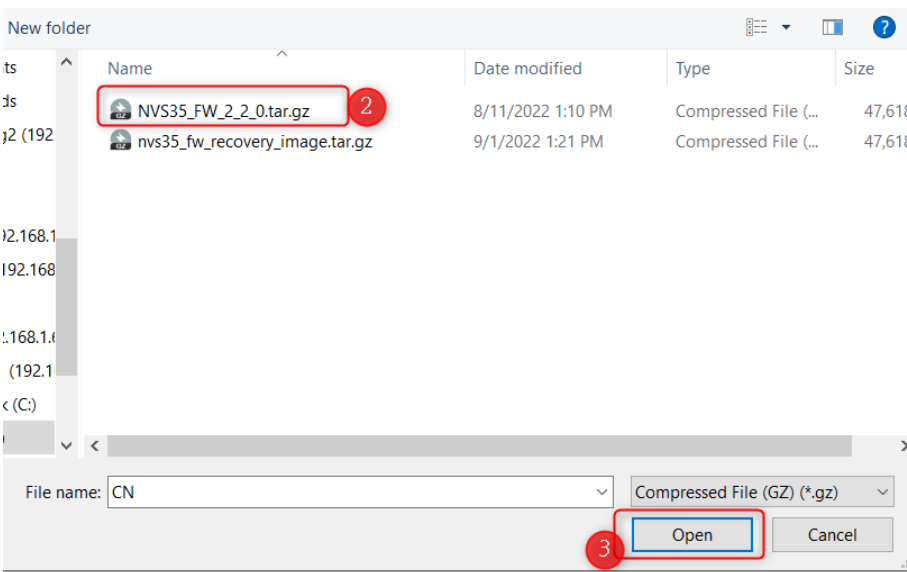 New folder
Name Date modified Type Size
NVS35_FW_2_2_0.tar.gz 2 8/11/2022 1:10 PM Compressed File (... 47,618
nvs35_fw_recovery_image.tar.gz 9/1/2022 1:21 PM Compressed File (... 47,618
ts
ds
g2 (192
92.168.1
192.168
.168.1.6
(192.1
(C:)
File name: CN Compressed File (GZ) (*.gz)
3 Open Cancel